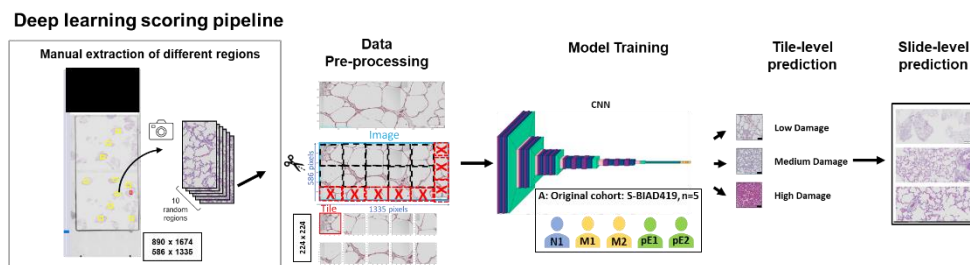 Deep learning scoring pipeline
Manual extraction of different regions
10
random
regions
890 x 1674
586 x 1335
Data
Pre-processing
Image
586 pixels
X X X X X X X X
1335 pixels
Tile
224 x 224
Model Training
CNN
A: Original cohort: S-BIAD419, n=5
N1 M1 M2 pE1 pE2
Tile-level
prediction
Low Damage
Medium Damage
High Damage
Slide-level
prediction